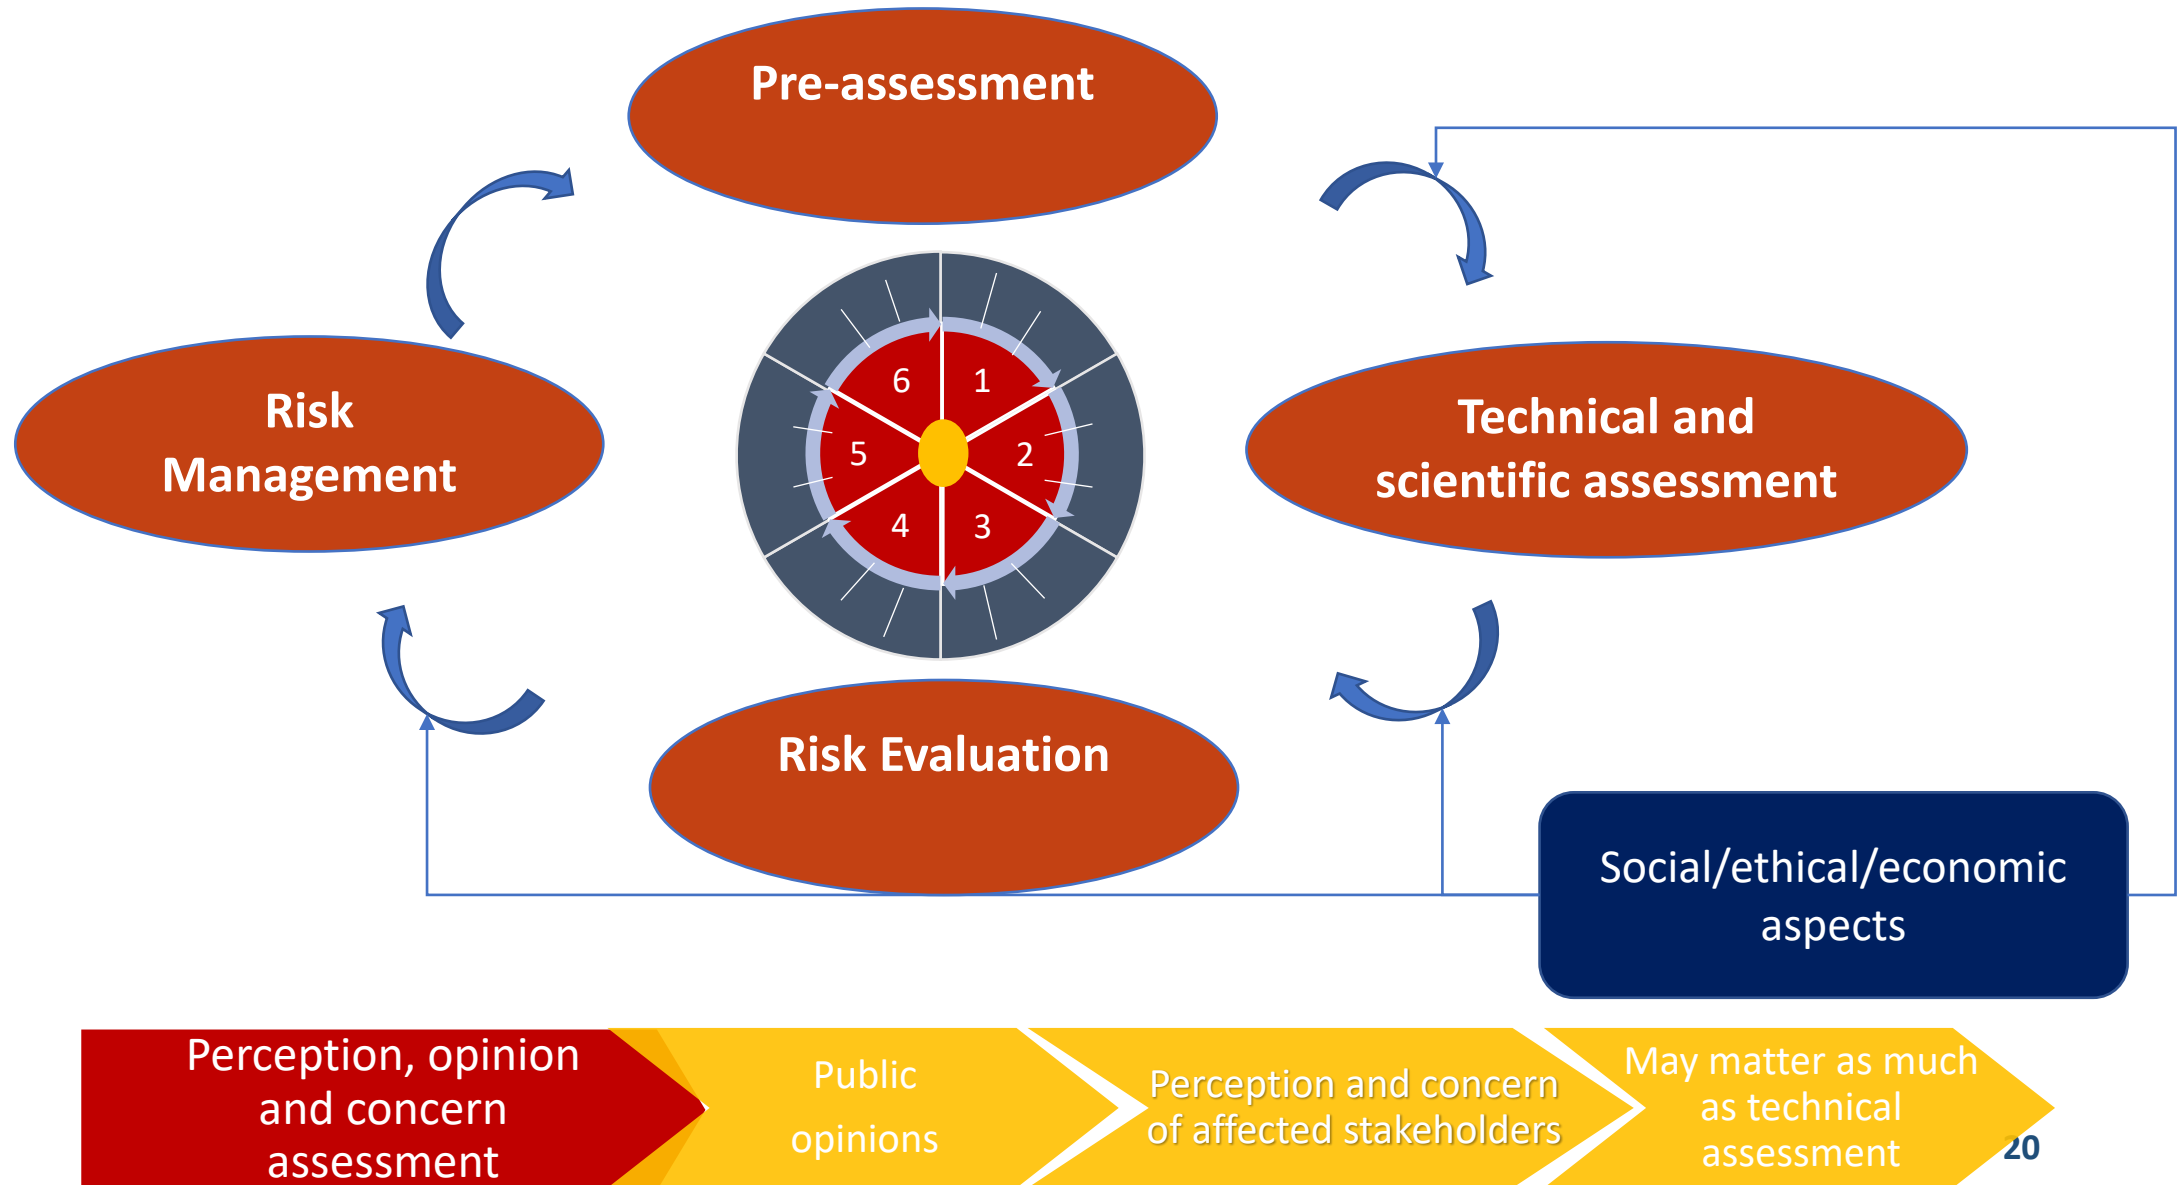 Pre-assessment
Risk
Management
6
1
5
2
4
3
Technical and
scientific assessment
Risk Evaluation
Social/ethical/economic
aspects
Perception, opinion
and concern
assessment
Public
opinions
Perception and concern
of affected stakeholders
May matter as much
as technical
assessment
20